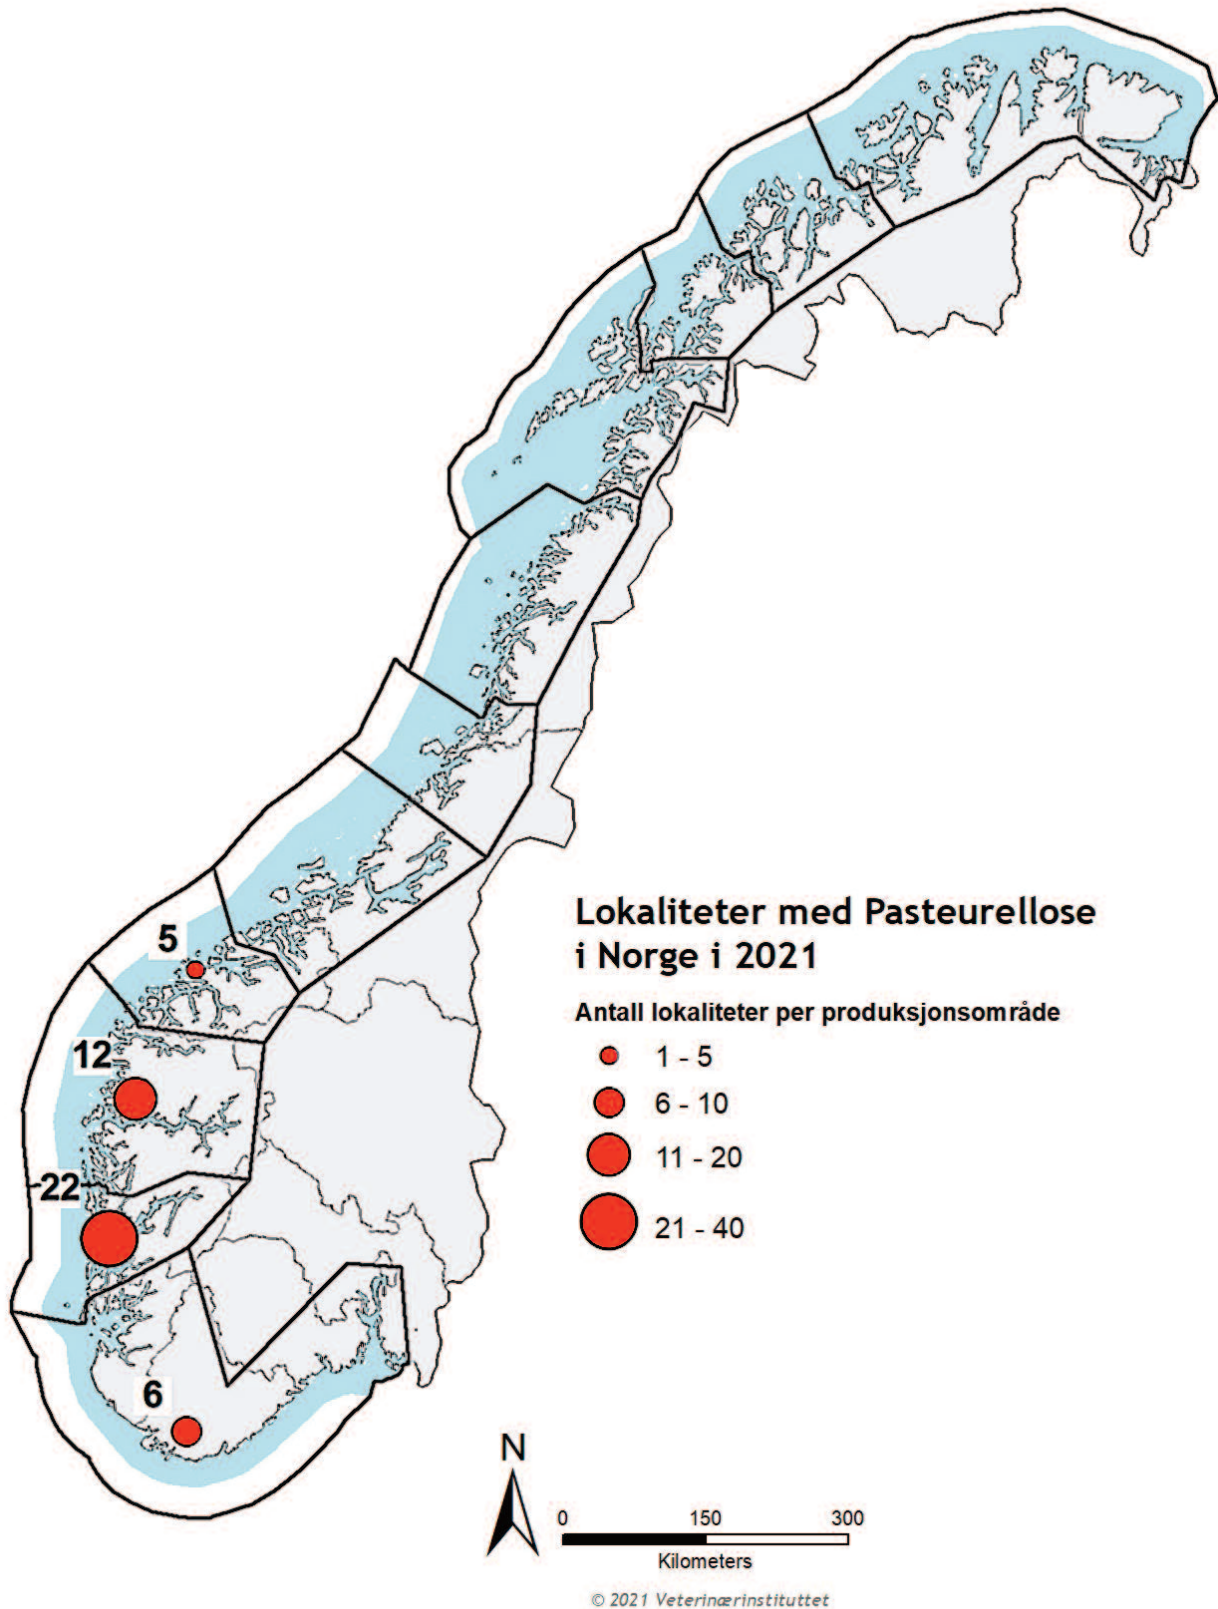 5
12
22
6
Lokaliteter med Pasteurellose
i Norge i 2021
Antall lokaliteter per produksjonsområde
1 - 5
6 - 10
11 - 20
21 - 40
N
0 150 300
Kilometers
© 2021 Veterinærinstituttet